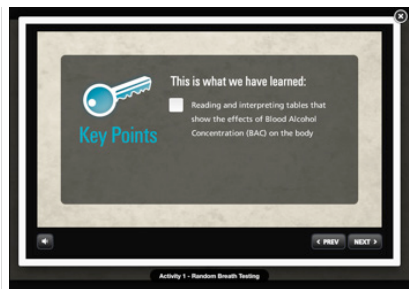 This is what we have learned:
Reading and interpreting tables that
show the effects of Blood Alcohol
Concentration (BAC) on the body
Key Points
< PREV
NEXT >
Activity 1 - Random Breath Testing